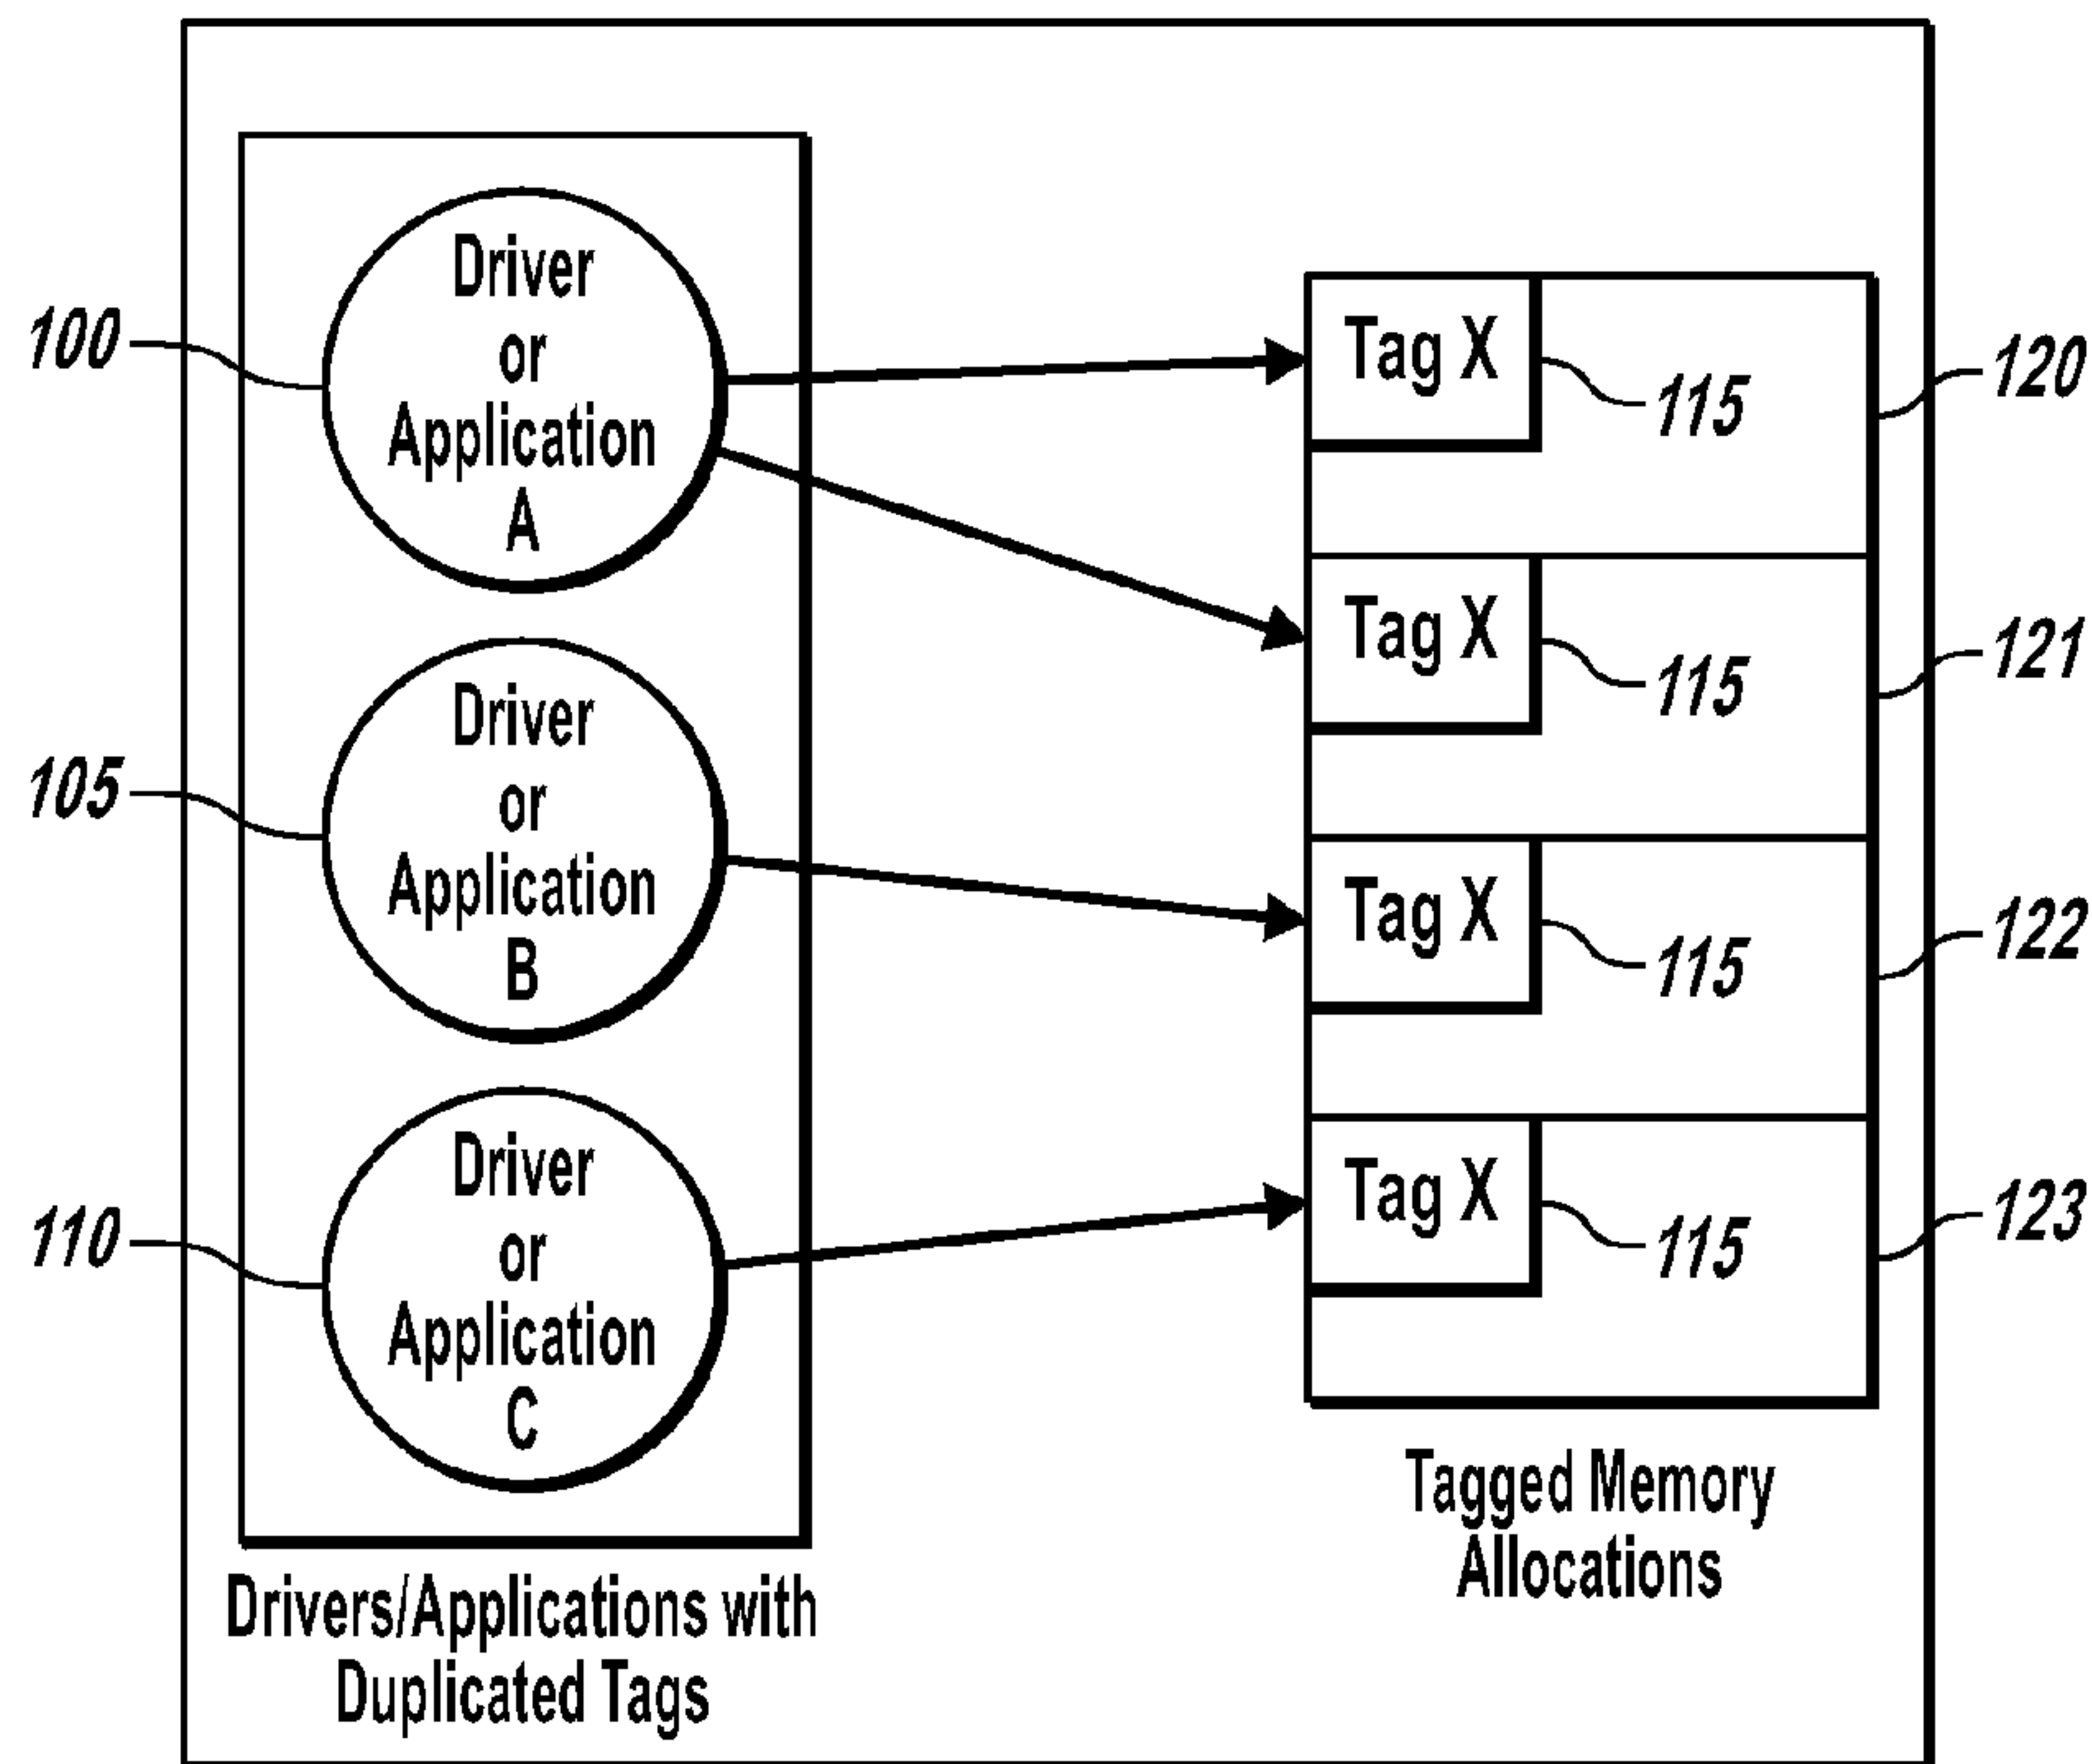 100
Driver
or
Application
A
105
Driver
or
Application
B
110
Driver
or
Application
C
Drivers/Applications with
Duplicated Tags
Tag X
115
120
Tag X
115
121
Tag X
115
122
Tag X
115
123
Tagged Memory
Allocations